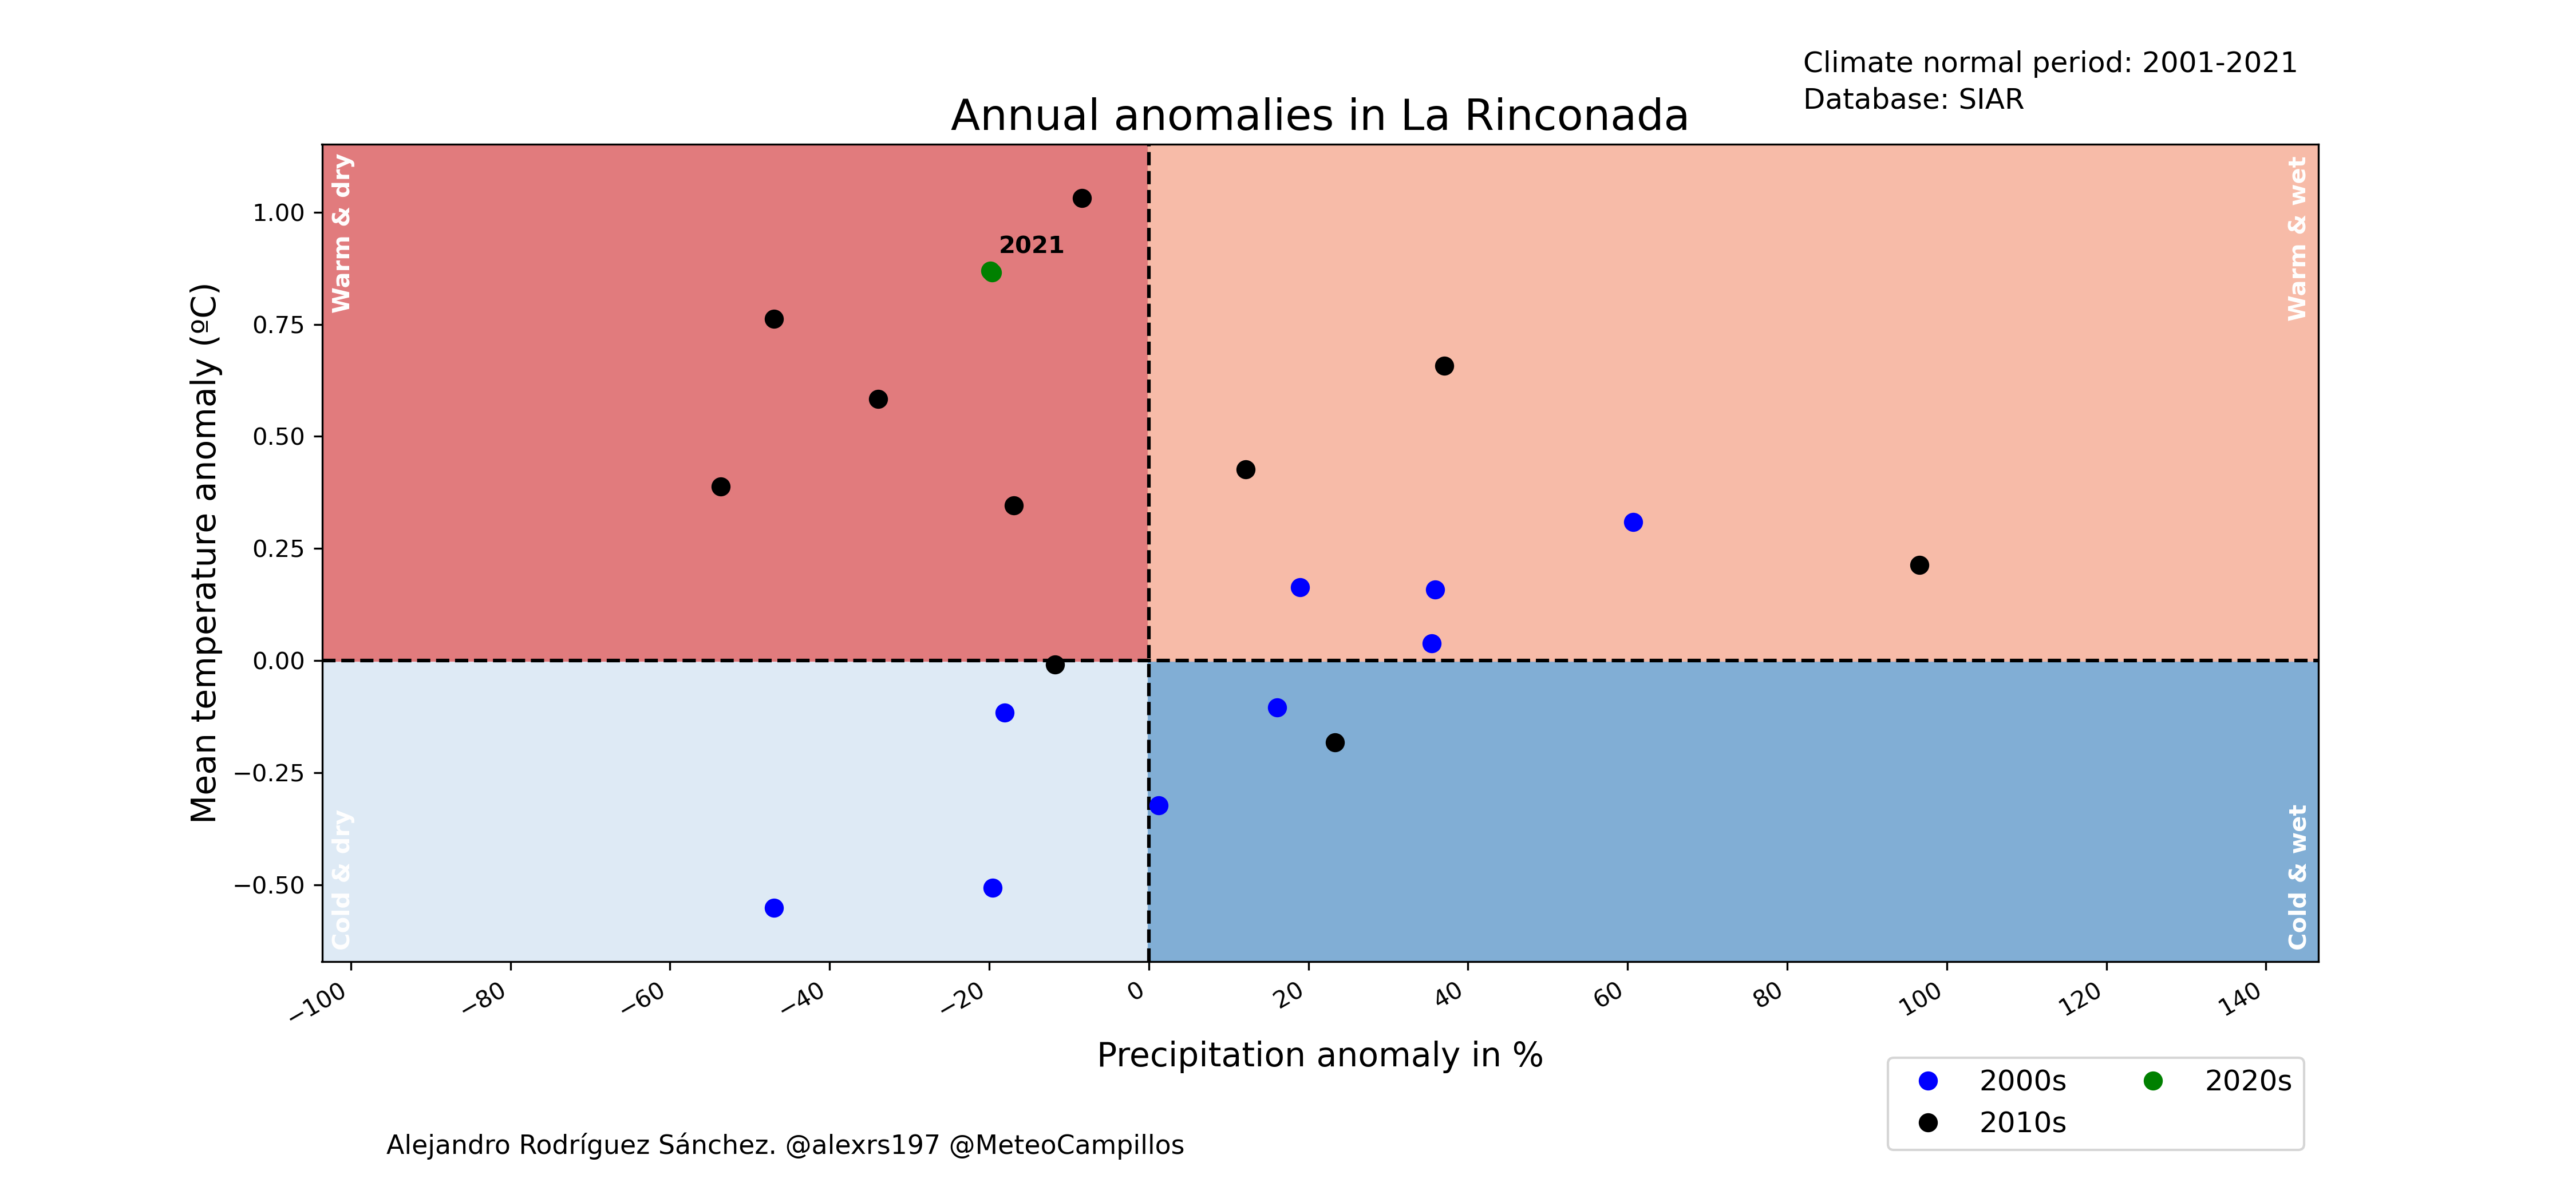 Climate normal period: 2001-2021
Database: SIAR
Annual anomalies in La Rinconada
Warm & dry
Warm & wet
2021
Cold & dry
Cold & wet
Mean temperature anomaly (ºC)
1.00
0.75
0.50
0.25
0.00
−0.25
−0.50
−100 −80 −60 −40 −20 0 20 40 60 80 100 120 140
Precipitation anomaly in %
2000s 2020s
2010s
Alejandro Rodríguez Sánchez. @alexrs197 @MeteoCampillos